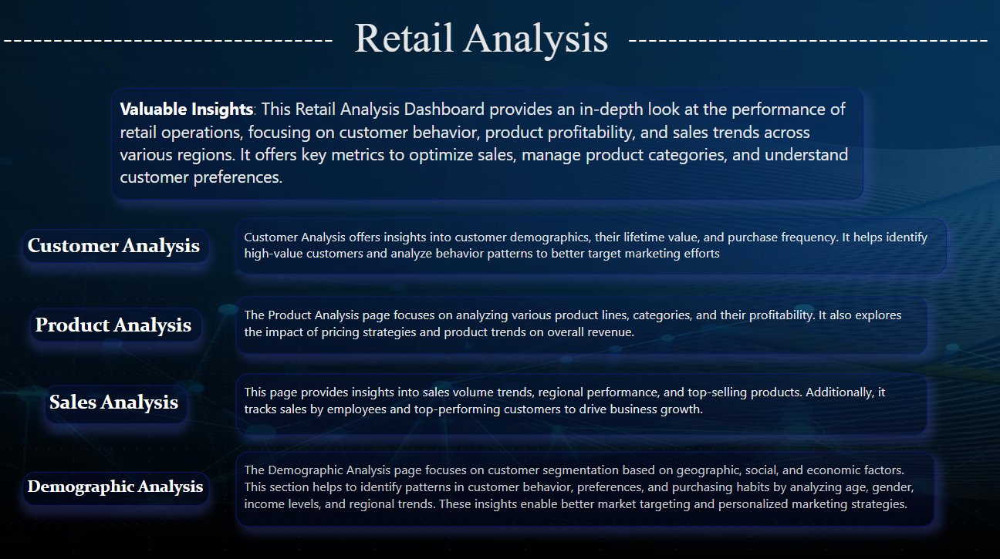 Retail Analysis
Valuable Insights: This Retail Analysis Dashboard provides an in-depth look at the performance of
retail operations, focusing on customer behavior, product profitability, and sales trends across
various regions. It offers key metrics to optimize sales, manage product categories, and understand
customer preferences.
Customer Analysis
Customer Analysis offers insights into customer demographics, their lifetime value, and purchase frequency. It helps identify
high-value customers and analyze behavior patterns to better target marketing efforts
Product Analysis
The Product Analysis page focuses on analyzing various product lines, categories, and their profitability. It also explores
the impact of pricing strategies and product trends on overall revenue.
Sales Analysis
This page provides insights into sales volume trends, regional performance, and top-selling products. Additionally, it
tracks sales by employees and top-performing customers to drive business growth.
Demographic Analysis
The Demographic Analysis page focuses on customer segmentation based on geographic, social, and economic factors.
This section helps to identify patterns in customer behavior, preferences, and purchasing habits by analyzing age, gender,
income levels, and regional trends. These insights enable better market targeting and personalized marketing strategies.